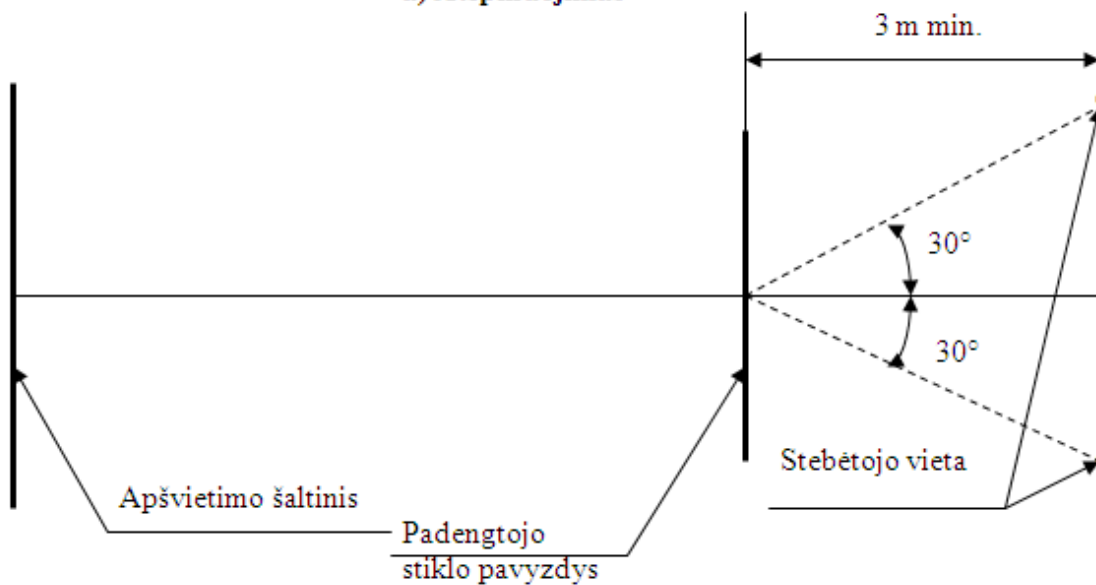 3 m min.
30°
30°
Stebėtojo vieta
Apšvietimo šaltinis
Padengtojo
stiklo pavyzdys